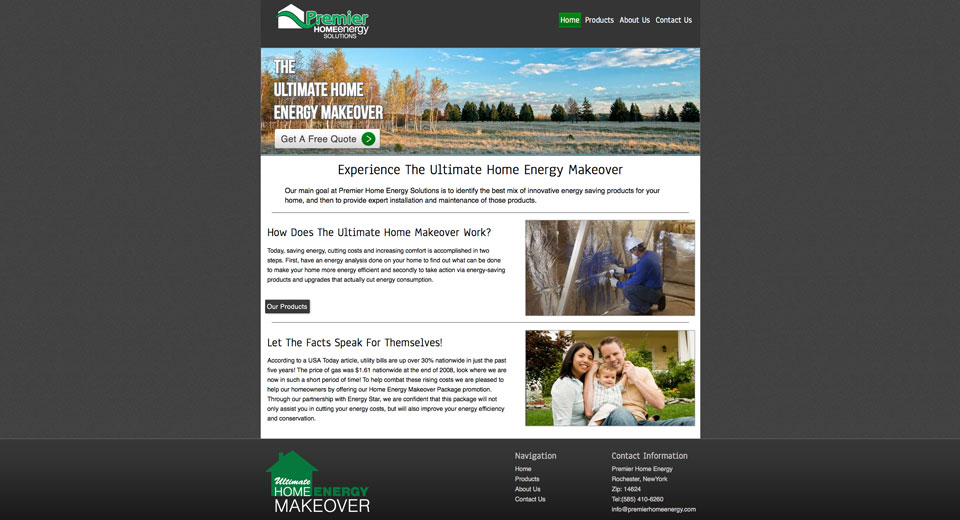 Premier
HOMEenergy
SOLUTIONS
Home Products About Us Contact Us
THE
ULTIMATE HOME
ENERGY MAKEOVER
Get A Free Quote >
Experience The Ultimate Home Energy Makeover
Our main goal at Premier Home Energy Solutions is to identify the best mix of innovative energy saving products for your
home, and then to provide expert installation and maintenance of those products.
How Does The Ultimate Home Makeover Work?
Today, saving energy, cutting costs and increasing comfort is accomplished in two
steps. First, have an energy analysis done on your home to find out what can be done
to make your home more energy efficient and secondly to take action via energy-saving
products and upgrades that actually cut energy consumption.
Our Products
Let The Facts Speak For Themselves!
According to a USA Today article, utility bills are up over 30% nationwide in just the past
five years! The price of gas was $1.61 nationwide at the end of 2008, look where we are
now in such a short period of time! To help combat these rising costs we are pleased to
help our homeowners by offering our Home Energy Makeover Package promotion.
Through our partnership with Energy Star, we are confident that this package will not
only assist you in cutting your energy costs, but will also improve your energy efficiency
and conservation.
Ultimate
HOME ENERGY
MAKEOVER
Navigation
Home
Products
About Us
Contact Us
Contact Information
Premier Home Energy
Rochester, NewYork
Zip: 14624
Tel:(585) 410-6260
info@premierhomeenergy.com